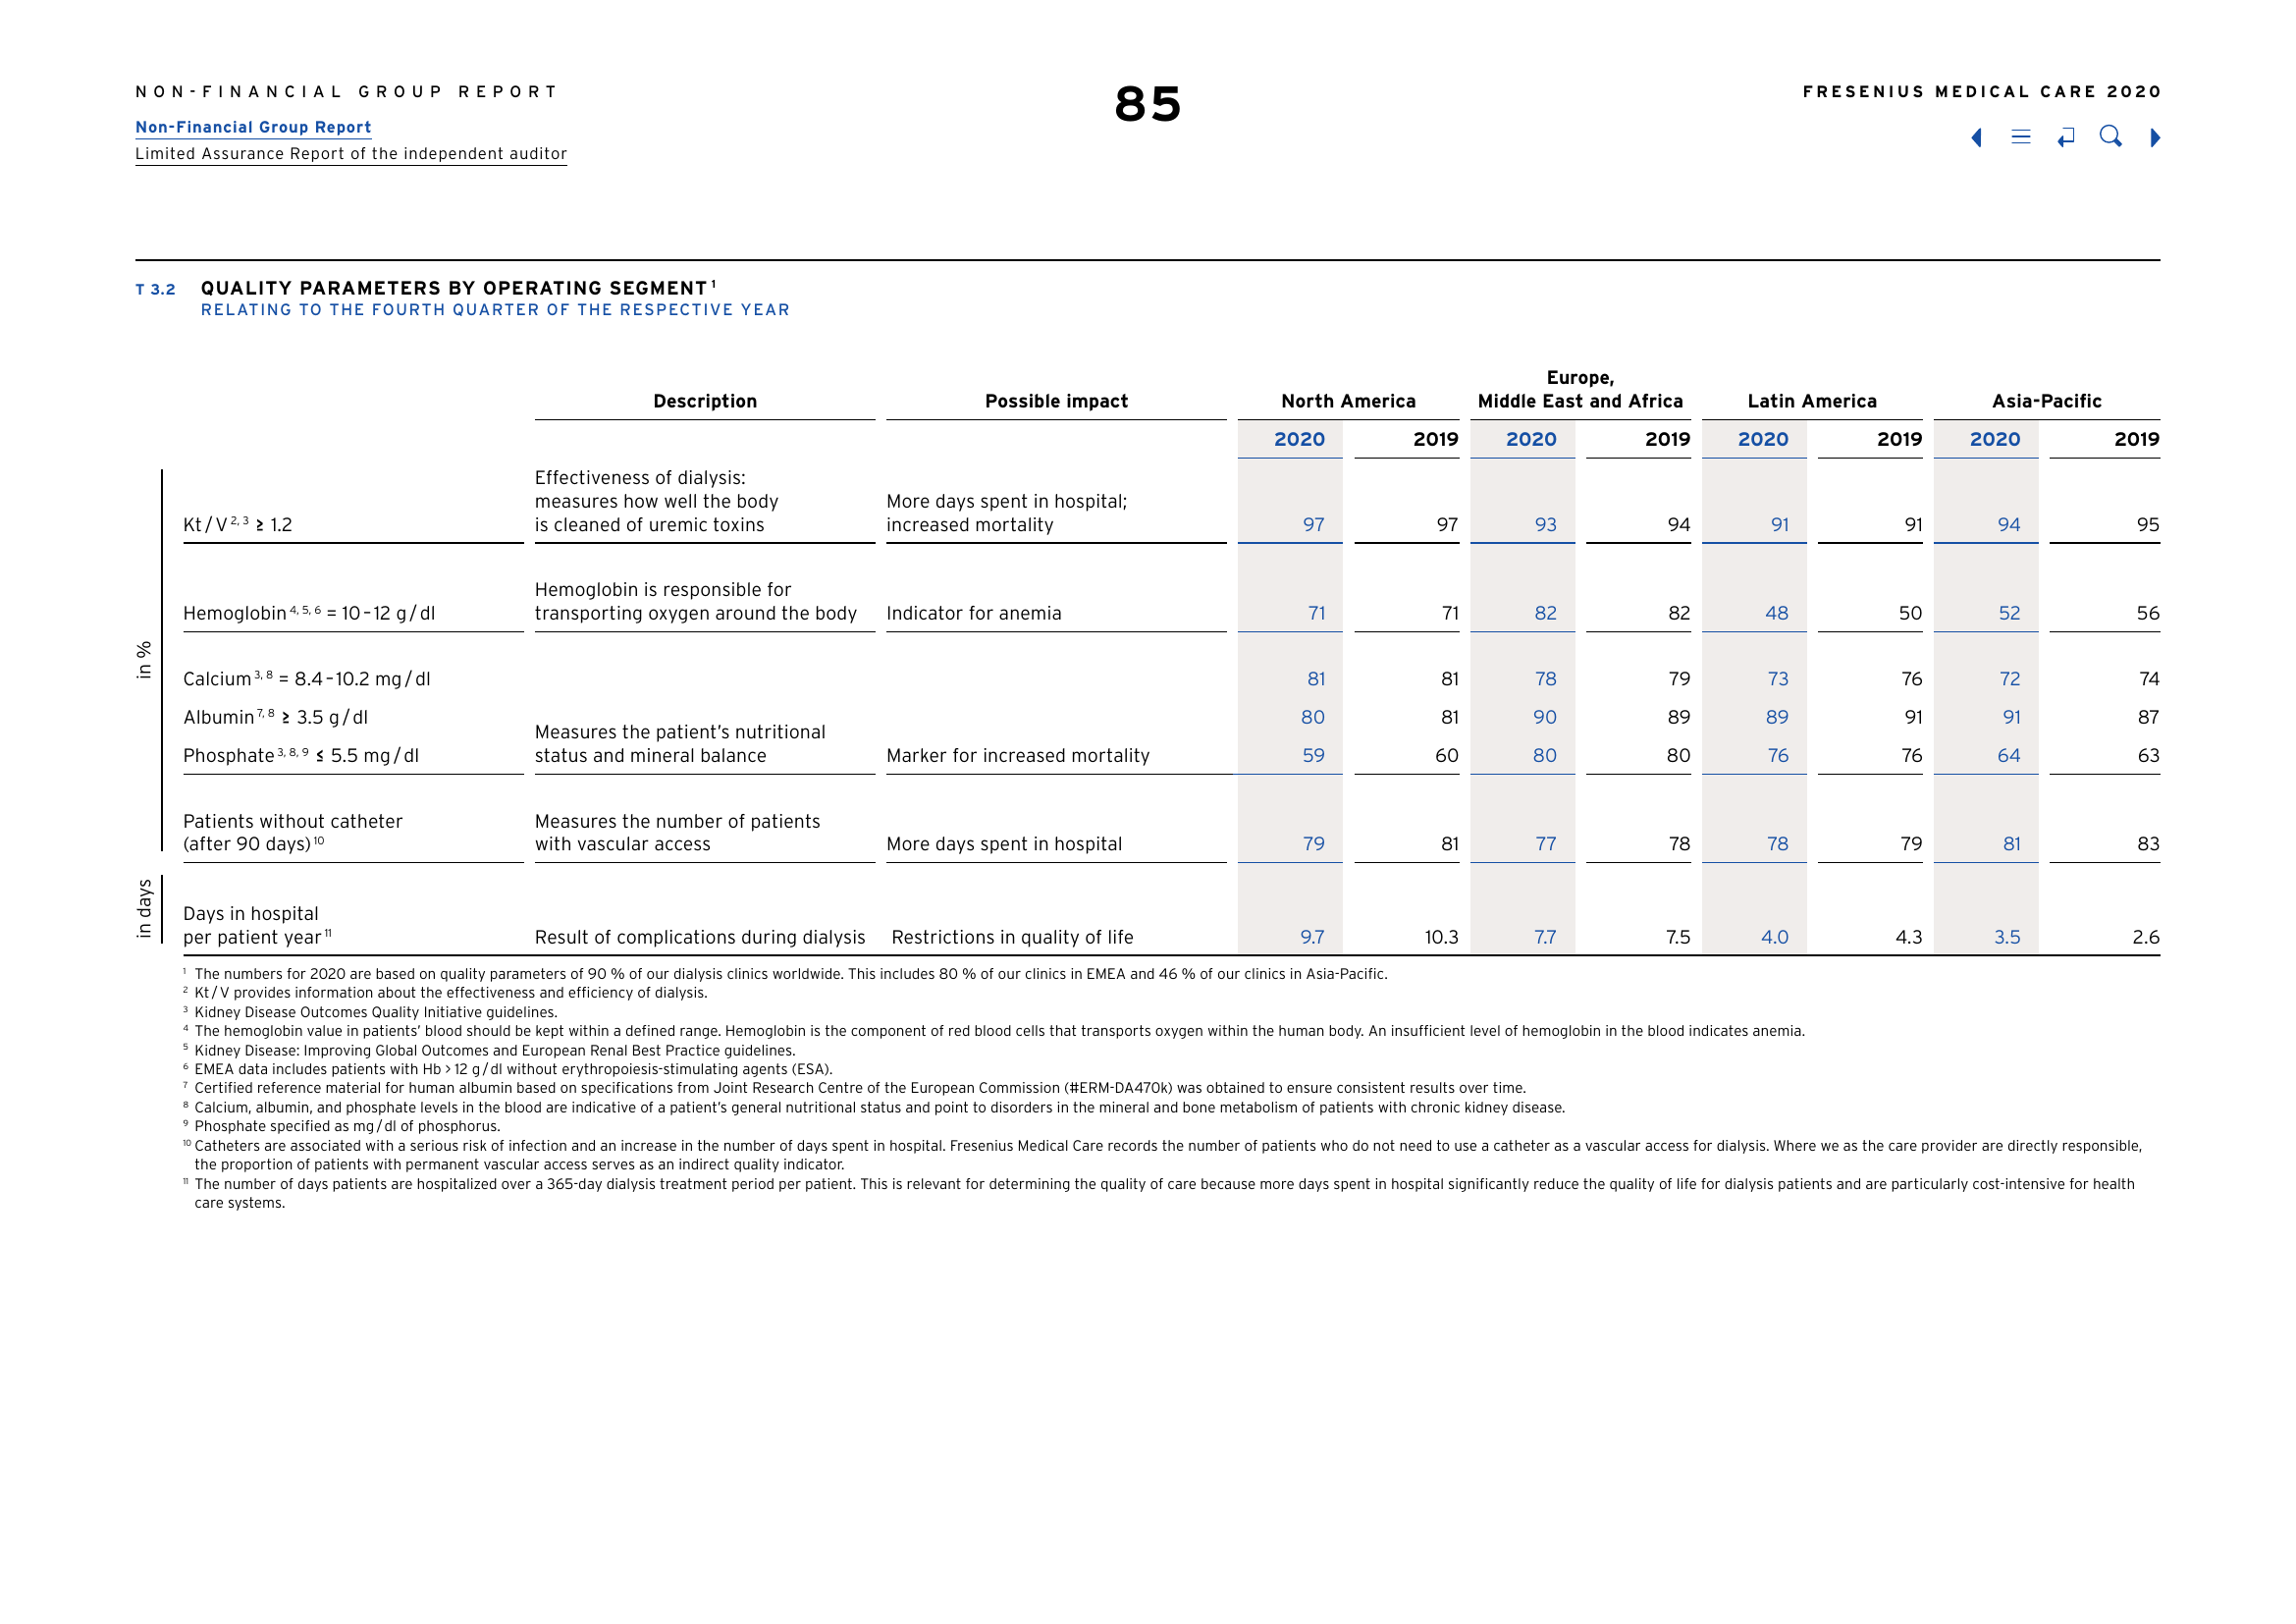 NON-FINANCIAL GROUP REPORT
Non-Financial Group Report
Limited Assurance Report of the independent auditor
85
FRESENIUS MEDICAL CARE 2020
T 3.2 QUALITY PARAMETERS BY OPERATING SEGMENT 1
RELATING TO THE FOURTH QUARTER OF THE RESPECTIVE YEAR
Europe,
Description Possible impact North America Middle East and Africa Latin America Asia-Pacific
2020 2019 2020 2019 2020 2019 2020 2019
in %
Effectiveness of dialysis:
measures how well the body More days spent in hospital;
Kt / V 2, 3 ≥ 1.2 is cleaned of uremic toxins increased mortality 97 97 93 94 91 91 94 95
Hemoglobin is responsible for
Hemoglobin 4, 5, 6 = 10 – 12 g / dl transporting oxygen around the body Indicator for anemia 71 71 82 82 48 50 52 56
Calcium 3, 8 = 8.4 – 10.2 mg / dl 81 81 78 79 73 76 72 74
Albumin 7, 8 ≥ 3.5 g / dl 80 81 90 89 89 91 91 87
Measures the patient’s nutritional
Phosphate 3, 8, 9 ≤ 5.5 mg / dl status and mineral balance Marker for increased mortality 59 60 80 80 76 76 64 63
Patients without catheter Measures the number of patients
(after 90 days) 10 with vascular access More days spent in hospital 79 81 77 78 78 79 81 83
in days
Days in hospital
per patient year 11 Result of complications during dialysis Restrictions in quality of life 9.7 10.3 7.7 7.5 4.0 4.3 3.5 2.6
1 The numbers for 2020 are based on quality parameters of 90 % of our dialysis clinics worldwide. This includes 80 % of our clinics in EMEA and 46 % of our clinics in Asia-Pacific.
2 Kt / V provides information about the effectiveness and efficiency of dialysis.
3 Kidney Disease Outcomes Quality Initiative guidelines.
4 The hemoglobin value in patients’ blood should be kept within a defined range. Hemoglobin is the component of red blood cells that transports oxygen within the human body. An insufficient level of hemoglobin in the blood indicates anemia.
5 Kidney Disease: Improving Global Outcomes and European Renal Best Practice guidelines.
6 EMEA data includes patients with Hb > 12 g / dl without erythropoiesis-stimulating agents (ESA).
7 Certified reference material for human albumin based on specifications from Joint Research Centre of the European Commission (#ERM-DA470k) was obtained to ensure consistent results over time.
8 Calcium, albumin, and phosphate levels in the blood are indicative of a patient’s general nutritional status and point to disorders in the mineral and bone metabolism of patients with chronic kidney disease.
9 Phosphate specified as mg / dl of phosphorus.
10 Catheters are associated with a serious risk of infection and an increase in the number of days spent in hospital. Fresenius Medical Care records the number of patients who do not need to use a catheter as a vascular access for dialysis. Where we as the care provider are directly responsible,
the proportion of patients with permanent vascular access serves as an indirect quality indicator.
11 The number of days patients are hospitalized over a 365-day dialysis treatment period per patient. This is relevant for determining the quality of care because more days spent in hospital significantly reduce the quality of life for dialysis patients and are particularly cost-intensive for health
care systems.